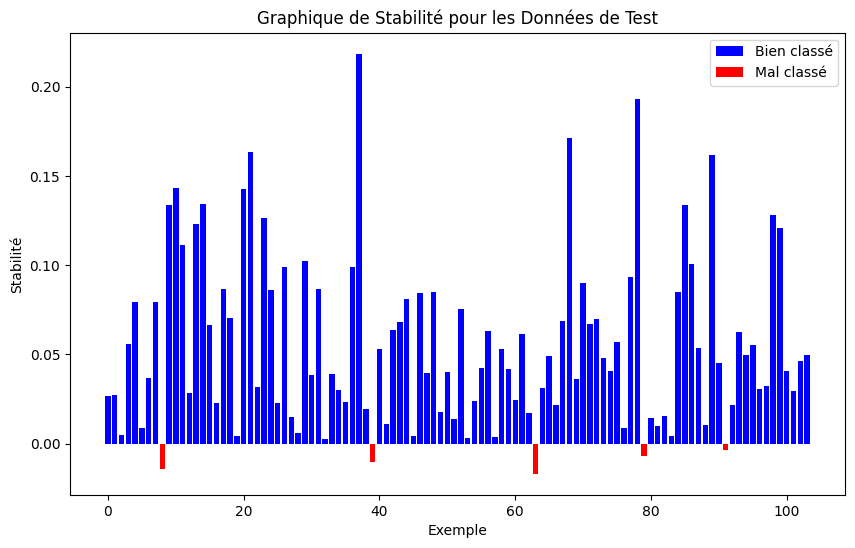 Graphique de Stabilité pour les Données de Test
Bien classé
Mal classé
Stabilité
0.20
0.15
0.10
0.05
0.00
0 20 40 60 80 100
Exemple